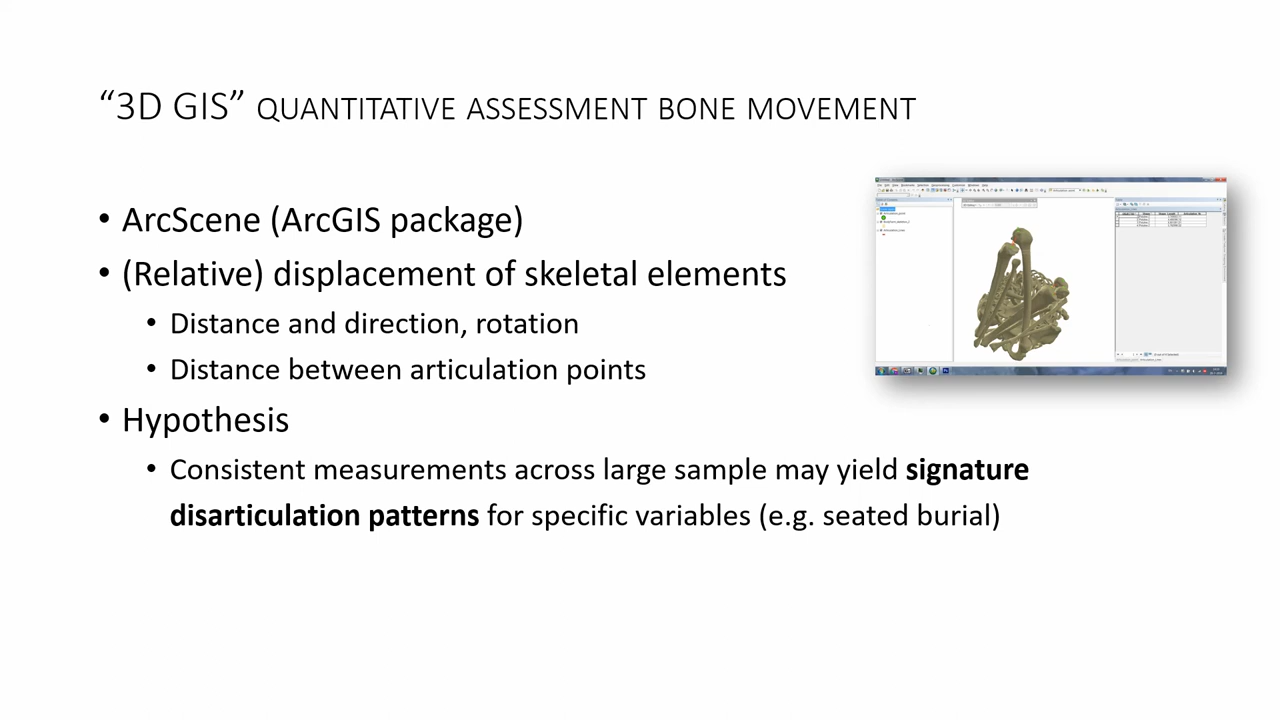 “3D GIS” QUANTITATIVE ASSESSMENT BONE MOVEMENT
• ArcScene (ArcGIS package)
• (Relative) displacement of skeletal elements
• Distance and direction, rotation
• Distance between articulation points
• Hypothesis
• Consistent measurements across large sample may yield signature
disarticulation patterns for specific variables (e.g. seated burial)